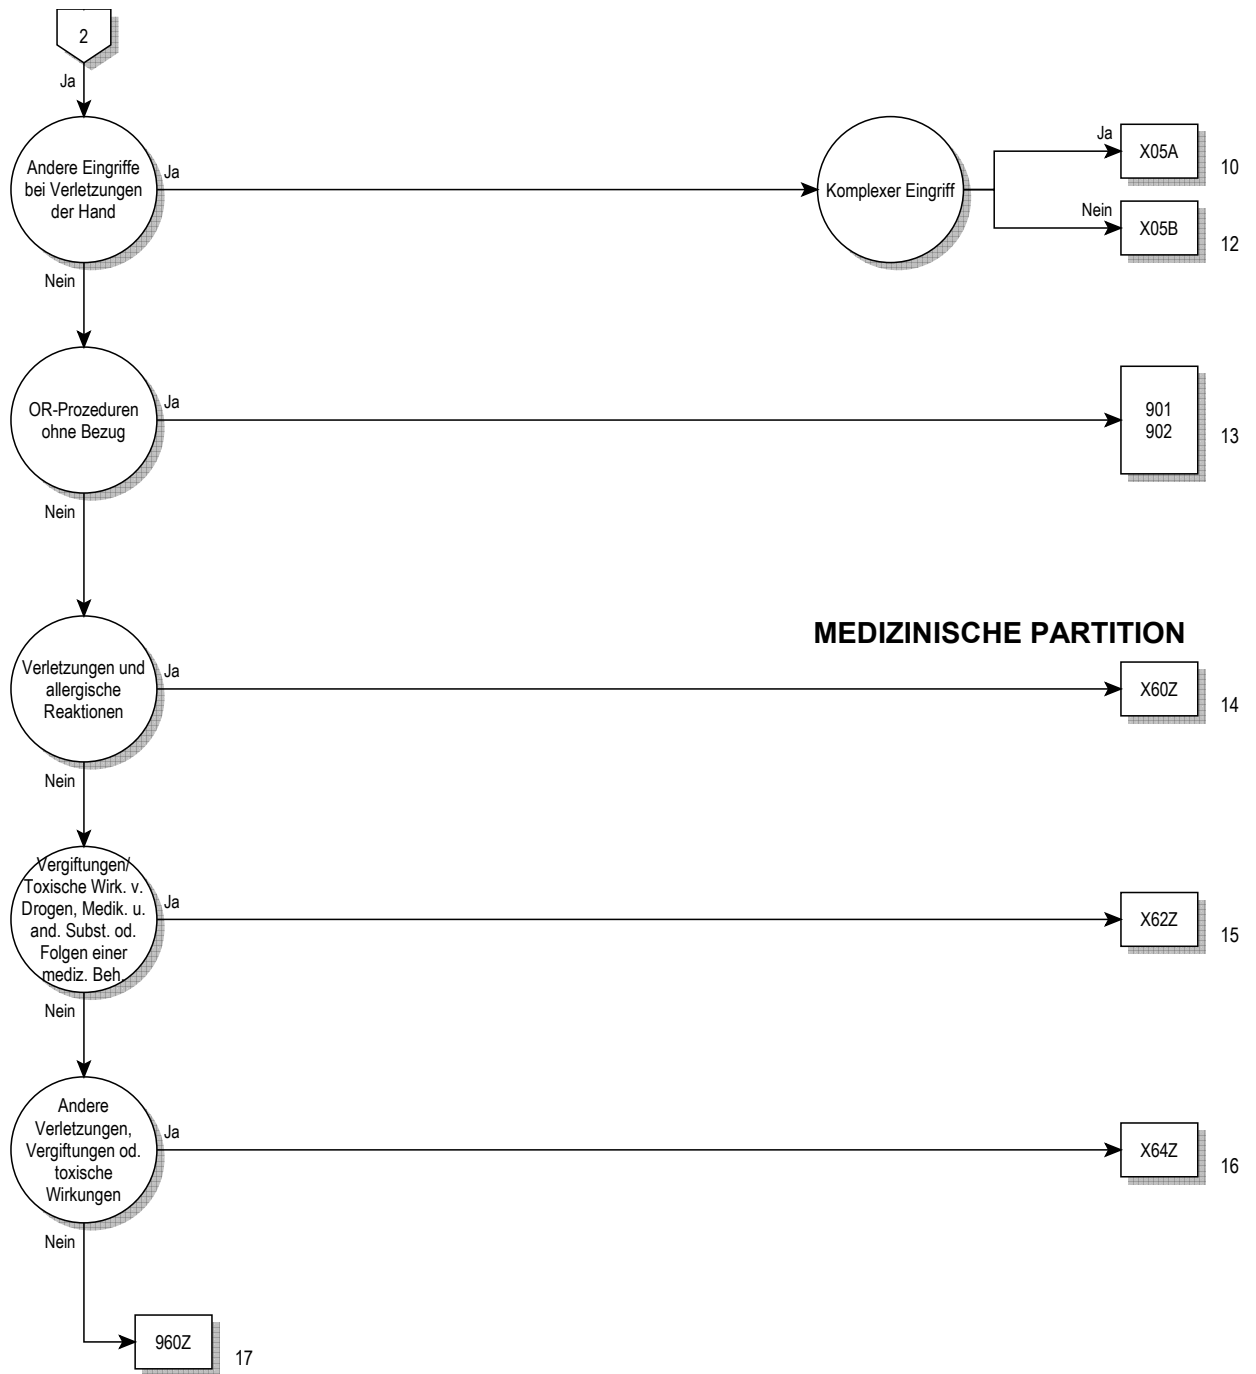 2
Ja
Andere Eingriffe
bei Verletzungen
der Hand
Ja
Komplexer Eingriff
Ja
X05A
10
Nein
X05B
12
Nein
OR-Prozeduren
ohne Bezug
Ja
901
902
13
Nein
MEDIZINISCHE PARTITION
Verletzungen und
allergische
Reaktionen
Ja
X60Z
14
Nein
Vergiftungen/
Toxische Wirk. v.
Drogen, Medik. u.
and. Subst. od.
Folgen einer
mediz. Beh.
Ja
X62Z
15
Nein
Andere
Verletzungen,
Vergiftungen od.
toxische
Wirkungen
Ja
X64Z
16
Nein
960Z
17